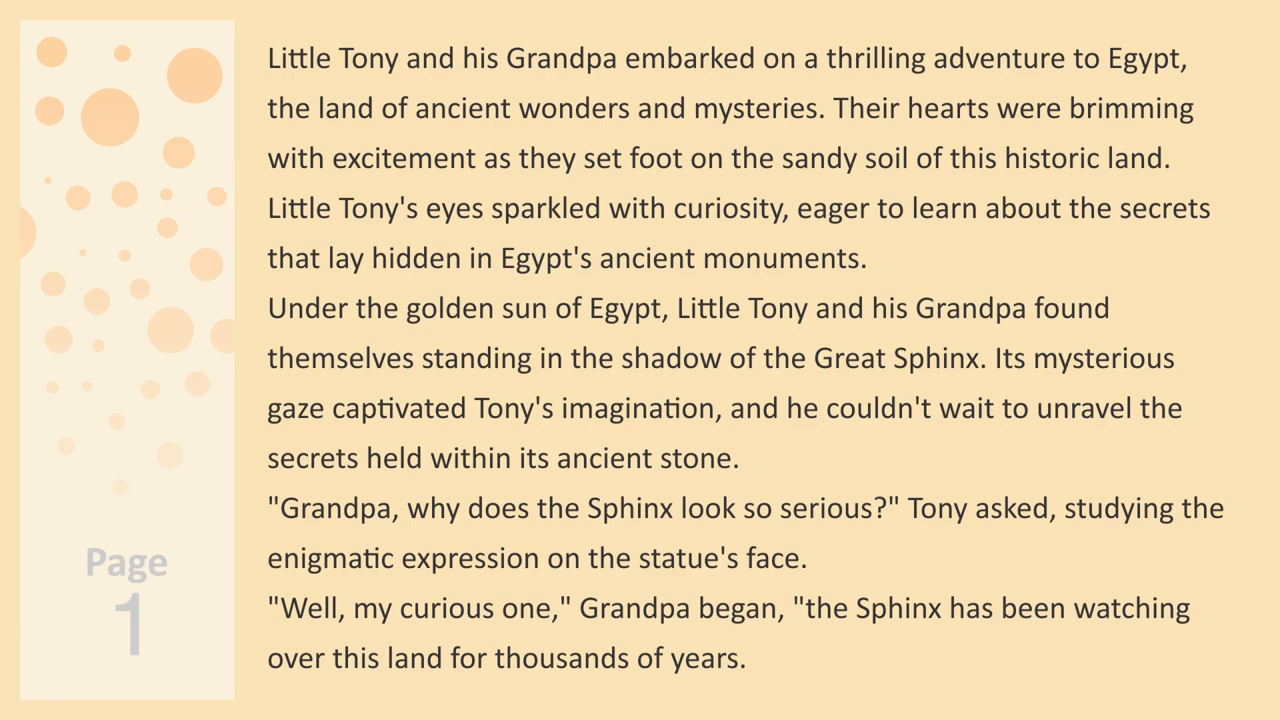 Little Tony and his Grandpa embarked on a thrilling adventure to Egypt,
the land of ancient wonders and mysteries. Their hearts were brimming
with excitement as they set foot on the sandy soil of this historic land.
Little Tony's eyes sparkled with curiosity, eager to learn about the secrets
that lay hidden in Egypt's ancient monuments.
Under the golden sun of Egypt, Little Tony and his Grandpa found
themselves standing in the shadow of the Great Sphinx. Its mysterious
gaze captivated Tony's imagination, and he couldn't wait to unravel the
secrets held within its ancient stone.
"Grandpa, why does the Sphinx look so serious?" Tony asked, studying the
enigmatic expression on the statue's face.
"Well, my curious one," Grandpa began, "the Sphinx has been watching
over this land for thousands of years.
Page
1